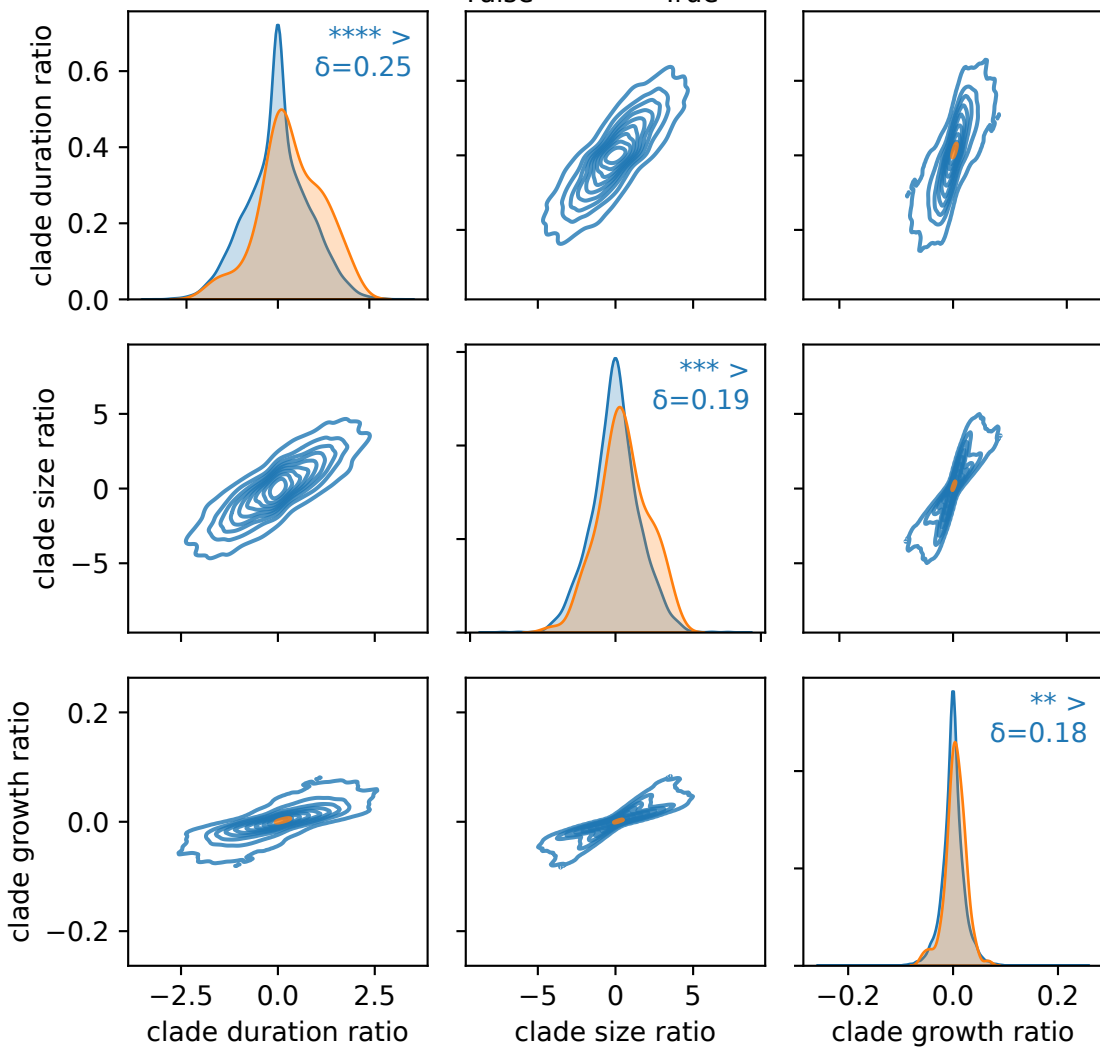 clade duration ratio
0.6
0.4
0.2
0.0
**** >
δ=0.25
clade size ratio
5
0
−5
*** >
δ=0.19
clade growth ratio
0.2
0.0
−0.2
** >
δ=0.18
−2.5 0.0 2.5
−5 0 5
−0.2 0.0 0.2
clade duration ratio
clade size ratio
clade growth ratio